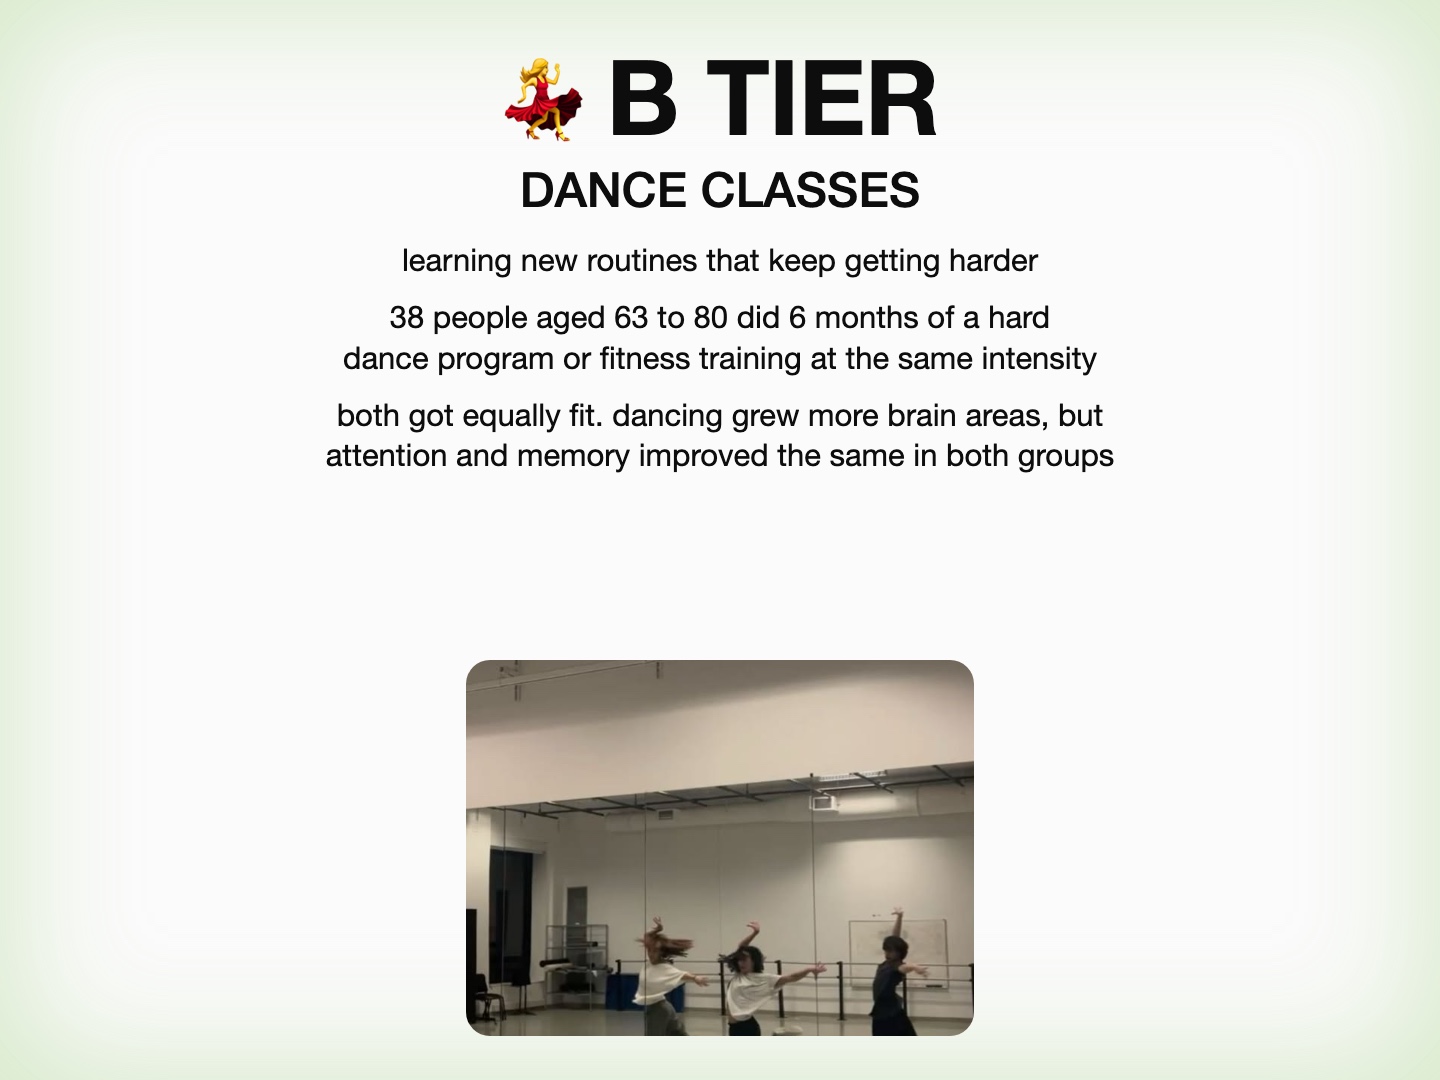 💃 B TIER
DANCE CLASSES
learning new routines that keep getting harder
38 people aged 63 to 80 did 6 months of a hard
dance program or fitness training at the same intensity
both got equally fit. dancing grew more brain areas, but
attention and memory improved the same in both groups